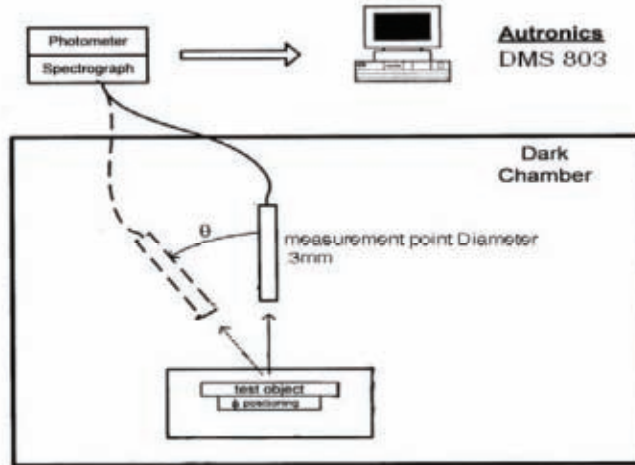 Photometer
Spectrograph
Autronics
DMS 803
Dark
Chamber
θ
measurement point Diameter
3mm
test object
ϕ positioning